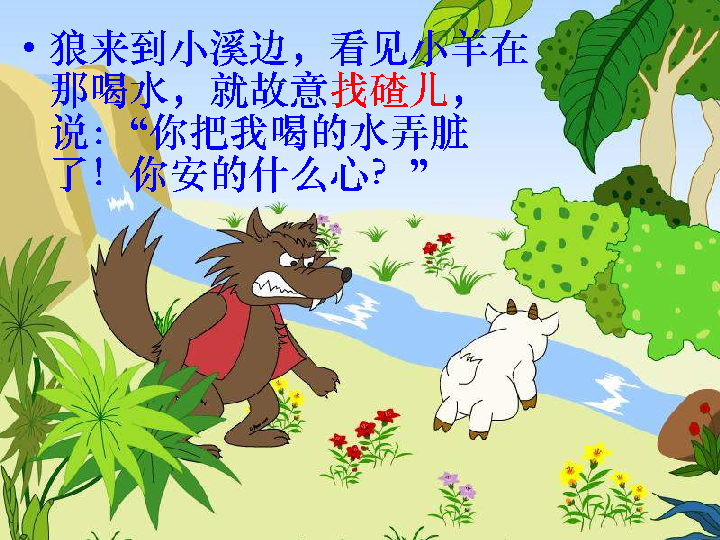 • 狼来到小溪边，看见小羊在
那喝水，就故意找碴儿，
说：“你把我喝的水弄脏
了！你安的什么心？”